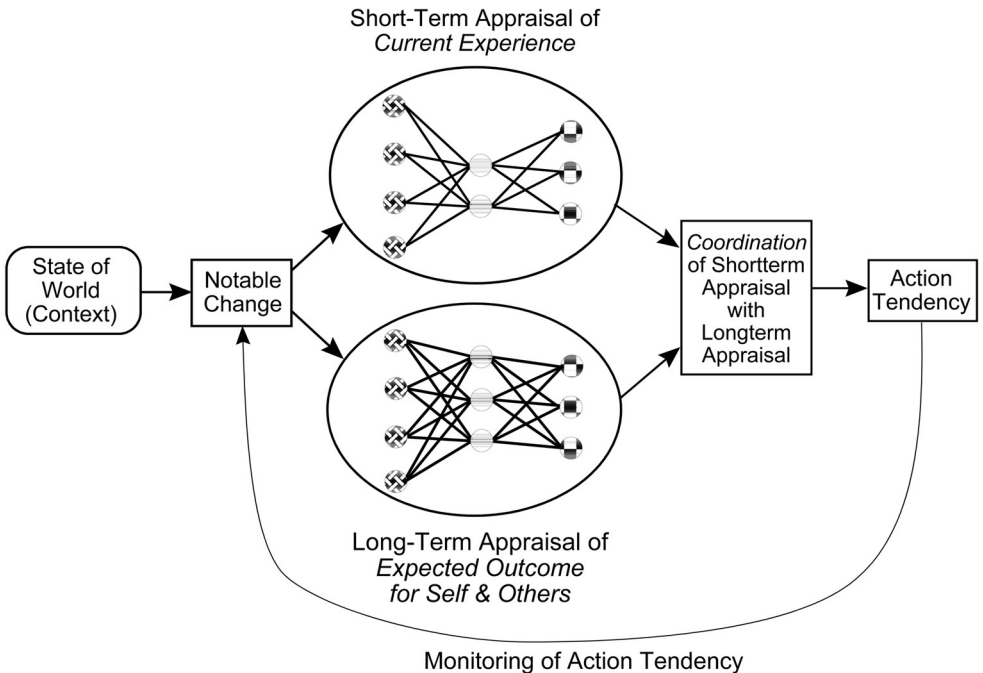 Short-Term Appraisal of
Current Experience
State of
World
(Context)
Notable
Change
Coordination
of Shortterm
Appraisal
with
Longterm
Appraisal
Action
Tendency
Long-Term Appraisal of
Expected Outcome
for Self & Others
Monitoring of Action Tendency